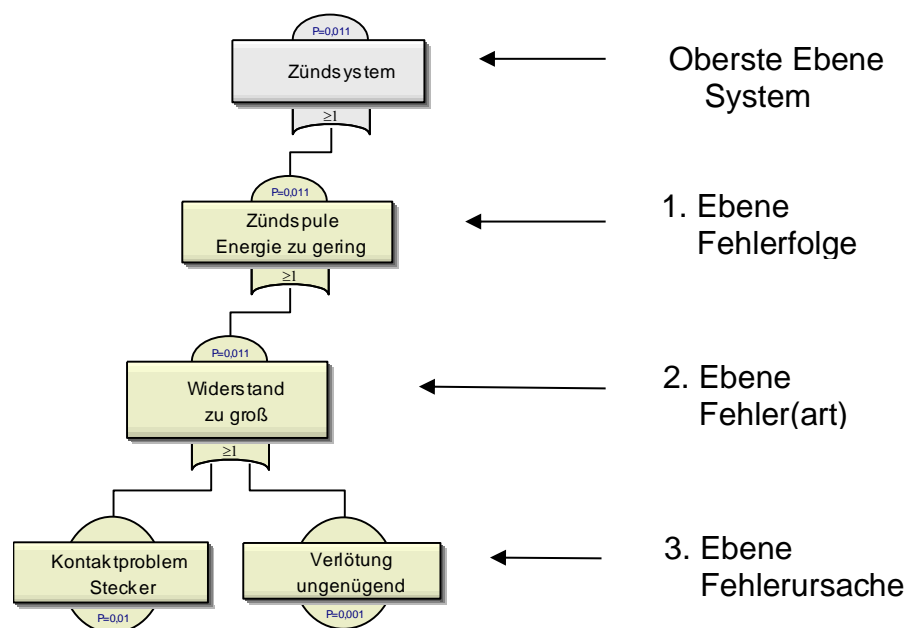 P=0,011
Zündsystem
≥1
Oberste Ebene
System
P=0,011
Zündspule
Energie zu gering
≥1
1. Ebene
Fehlerfolge
P=0,011
Widerstand
zu groß
≥1
2. Ebene
Fehler(art)
Kontaktproblem
Stecker
P=0,01
Verlötung
ungenügend
P=0,001
3. Ebene
Fehlerursache